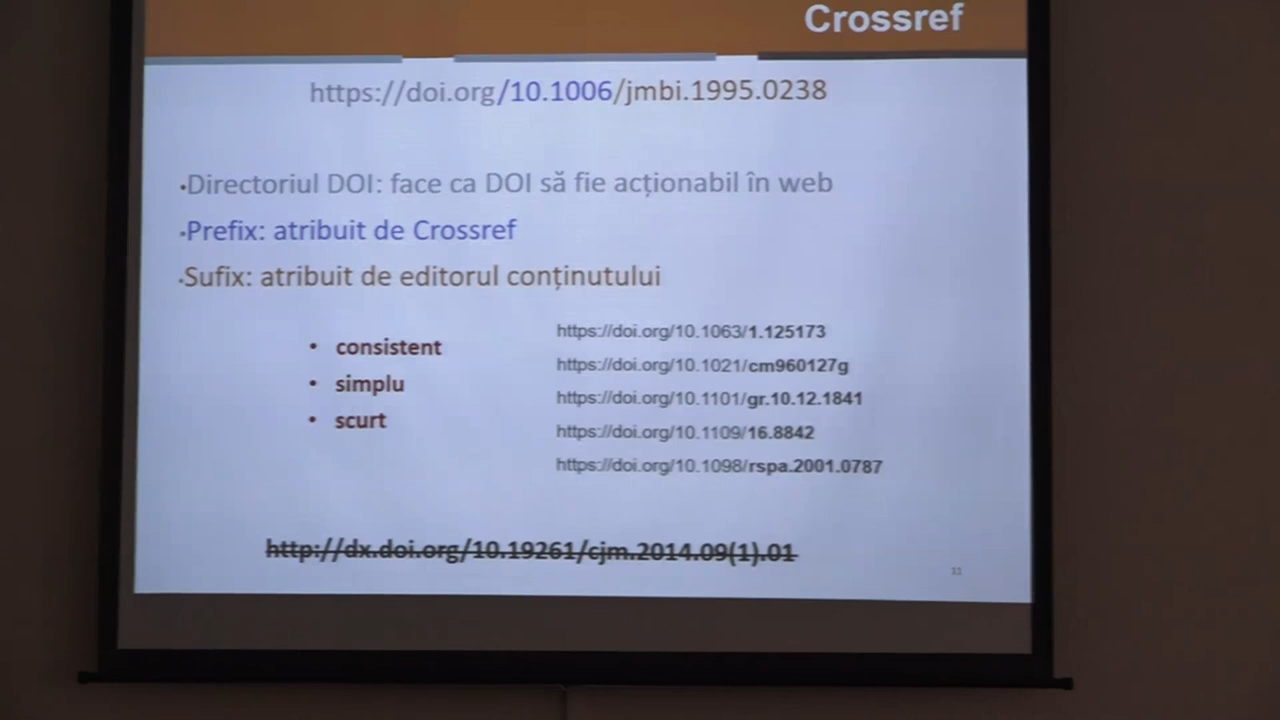 Crossref
https://doi.org/10.1006/jmbi.1995.0238
•Directoriul DOI: face ca DOI să fie acționabil în web
•Prefix: atribuit de Crossref
•Sufix: atribuit de editorul conținutului
• consistent
• simplu
• scurt
https://doi.org/10.1063/1.125173
https://doi.org/10.1021/cm960127g
https://doi.org/10.1101/gr.10.12.1841
https://doi.org/10.1109/16.8842
https://doi.org/10.1098/rspa.2001.0787
http://dx.doi.org/10.19261/cjm.2014.09(1).01
11